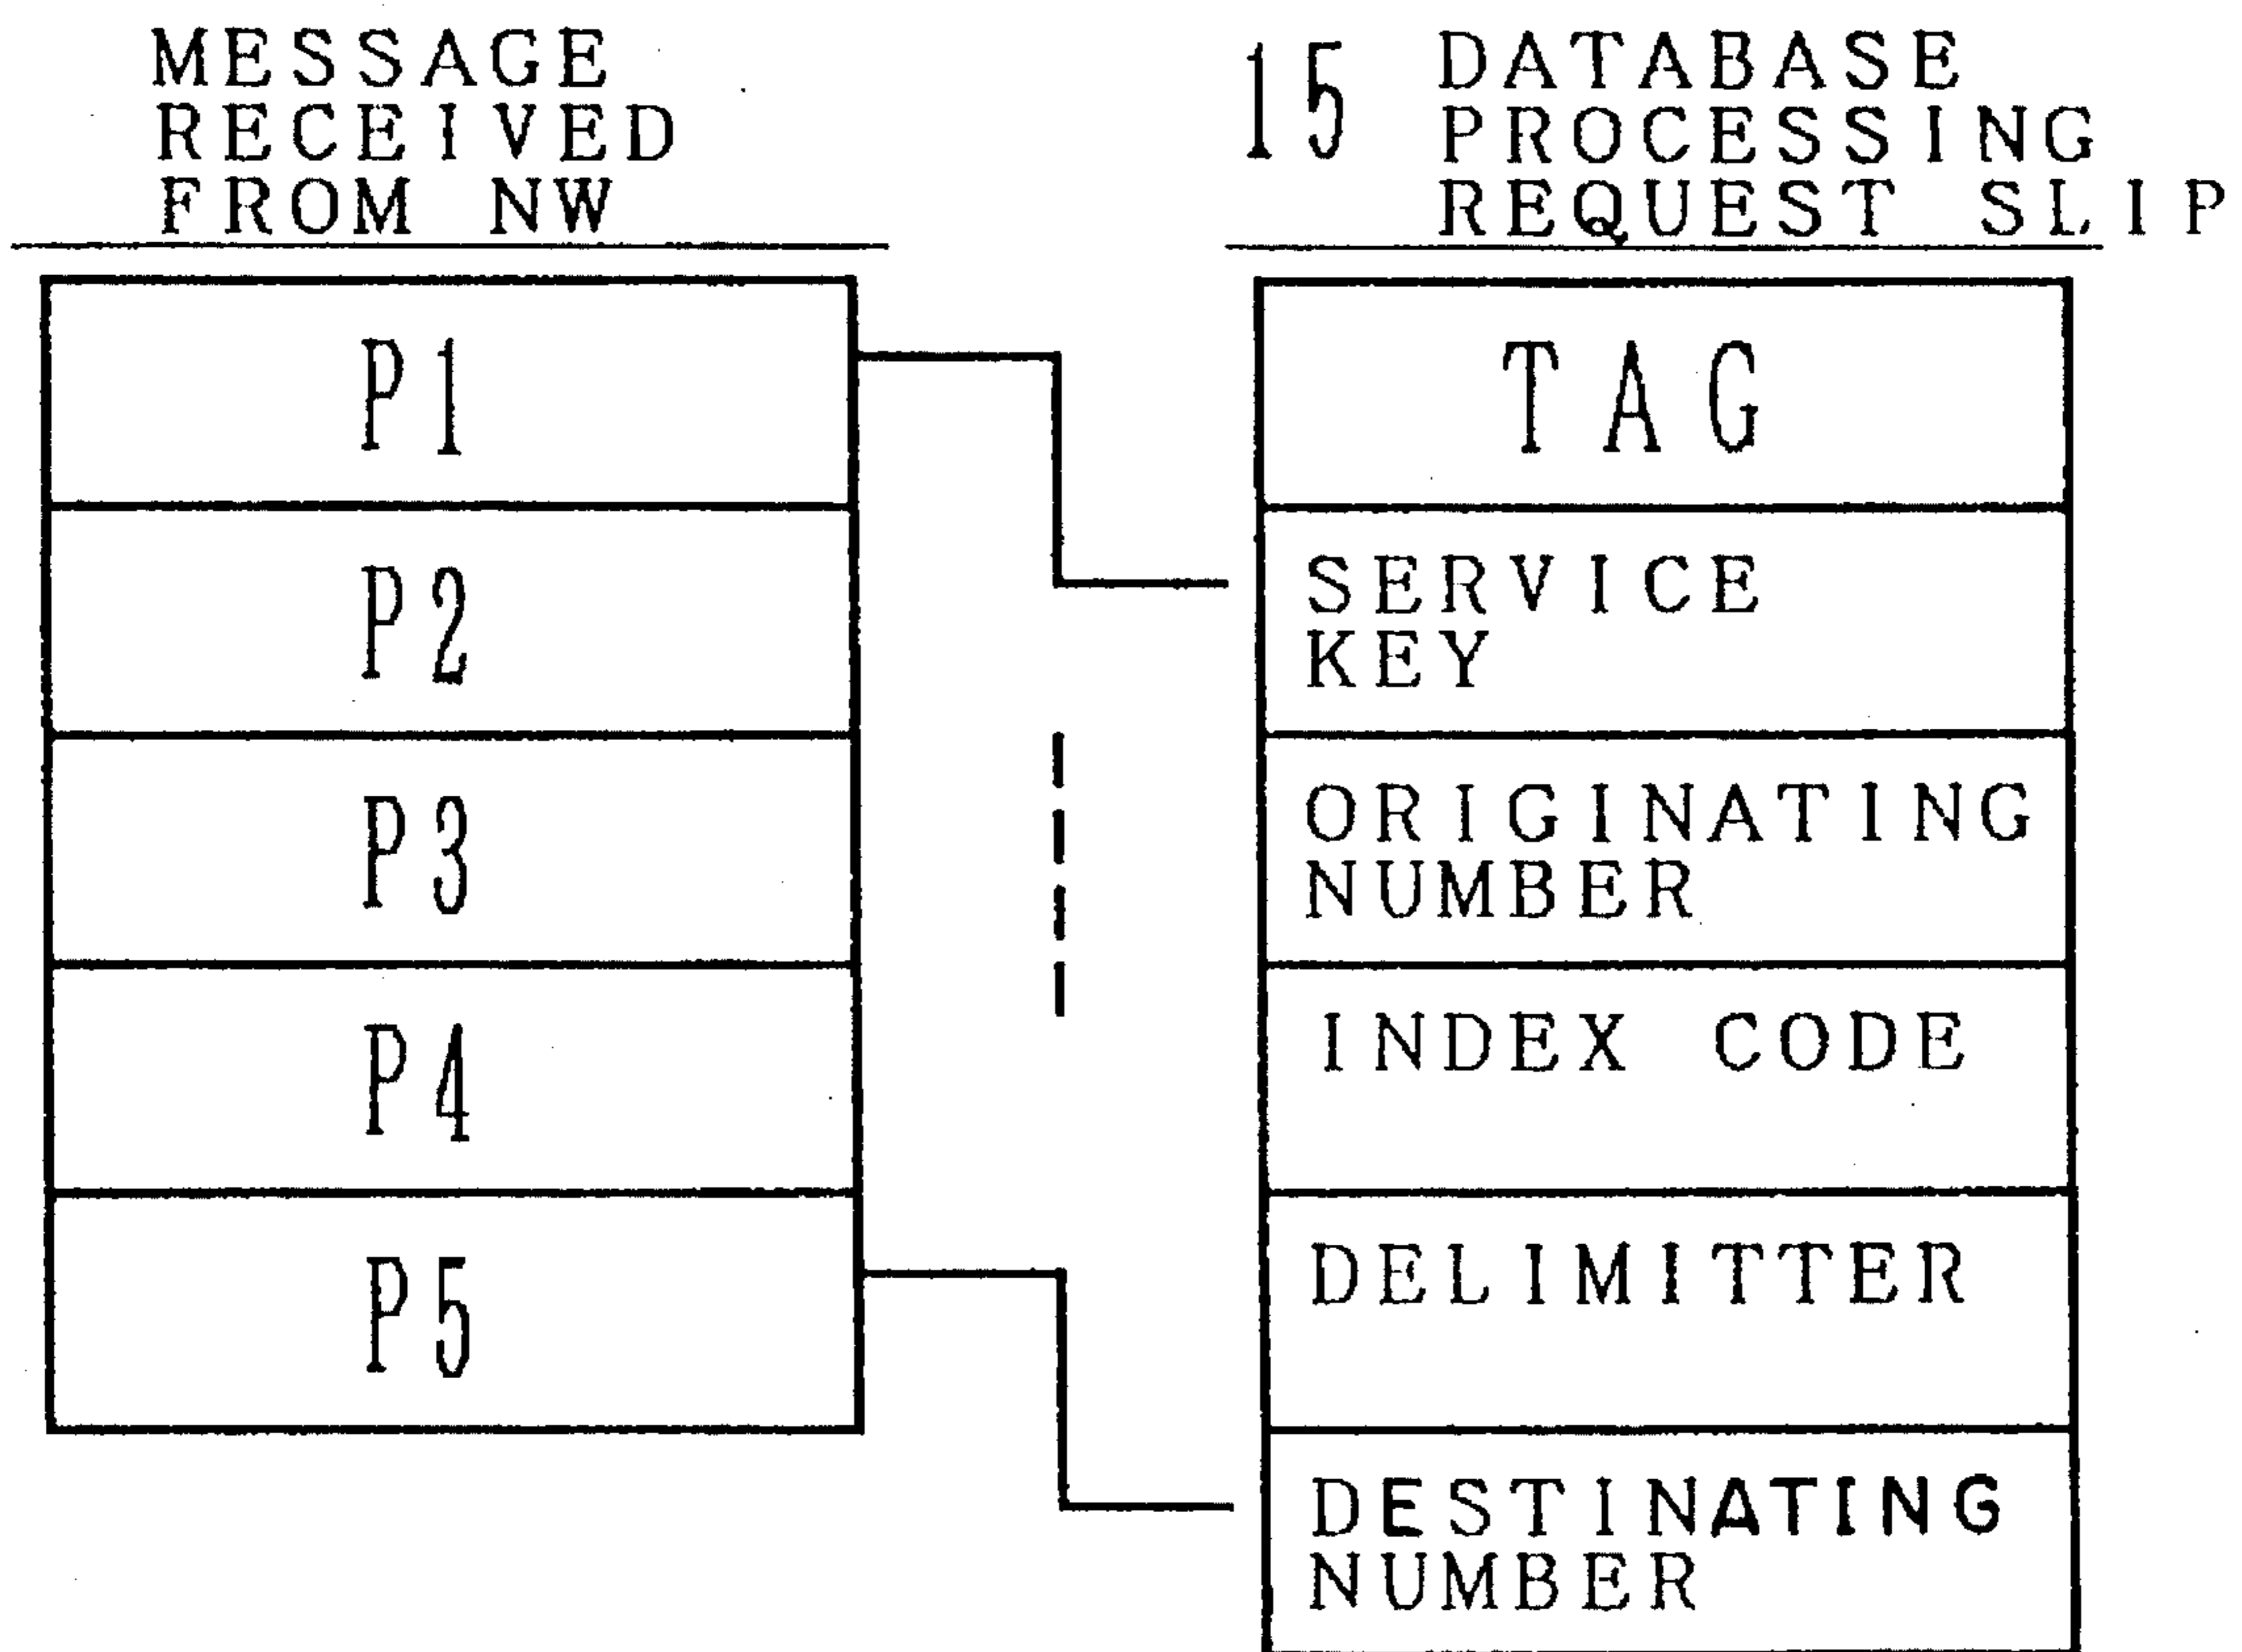 MESSAGE
RECEIVED
FROM NW
P1
P2
P3
P4
P5
15
DATABASE
PROCESSING
REQUEST SLIP
TAG
SERVICE
KEY
ORIGINATING
NUMBER
INDEX CODE
DELIMITTER
DESTINATING
NUMBER